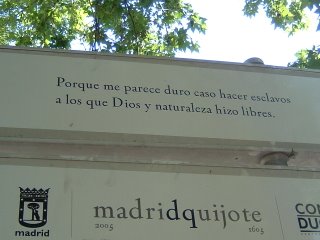 Porque me parece duro caso hacer esclavos
a los que Dios y naturaleza hizo libres.
madrid
madridquijote
2005 1605